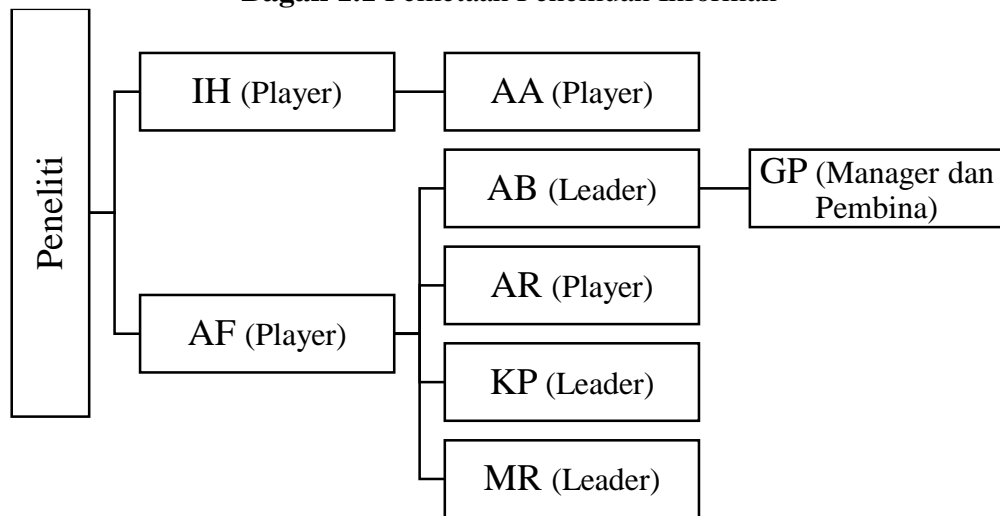 Peneliti
IH (Player)
AA (Player)
AB (Leader)
GP (Manager dan
Pembina)
AR (Player)
AF (Player)
KP (Leader)
MR (Leader)